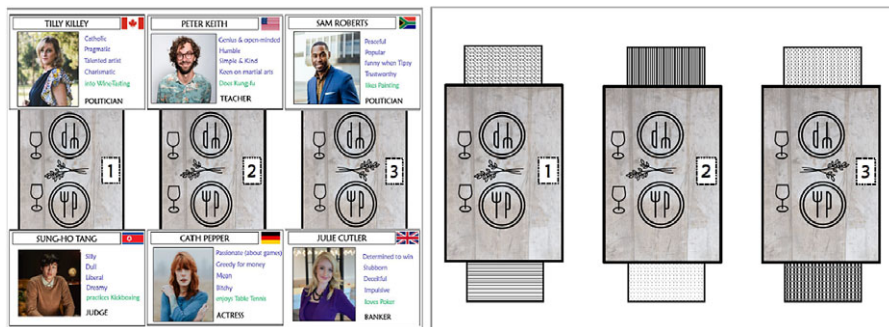 TILLY KILLEY
Catholic
Pragmatic
Talented artist
Charismatic
into Wine-Tasting
POLITICIAN
PETER KEITH
Genius & open-minded
Humble
Simple & Kind
Keen on martial arts
Does Kung-fu
TEACHER
SAM ROBERTS
Peaceful
Popular
funny when Tipsy
Trustworthy
likes Painting
POLITICIAN
1
2
3
SUNG-HO TANG
Silly
Dull
Liberal
Dreamy
practices Kickboxing
JUDGE
CATH PEPPER
Passionate (about games)
Greedy for money
Mean
Bitchy
enjoys Table Tennis
ACTRESS
JULIE CUTLER
Determined to win
Stubborn
Deceitful
Impulsive
loves Poker
BANKER
1
2
3